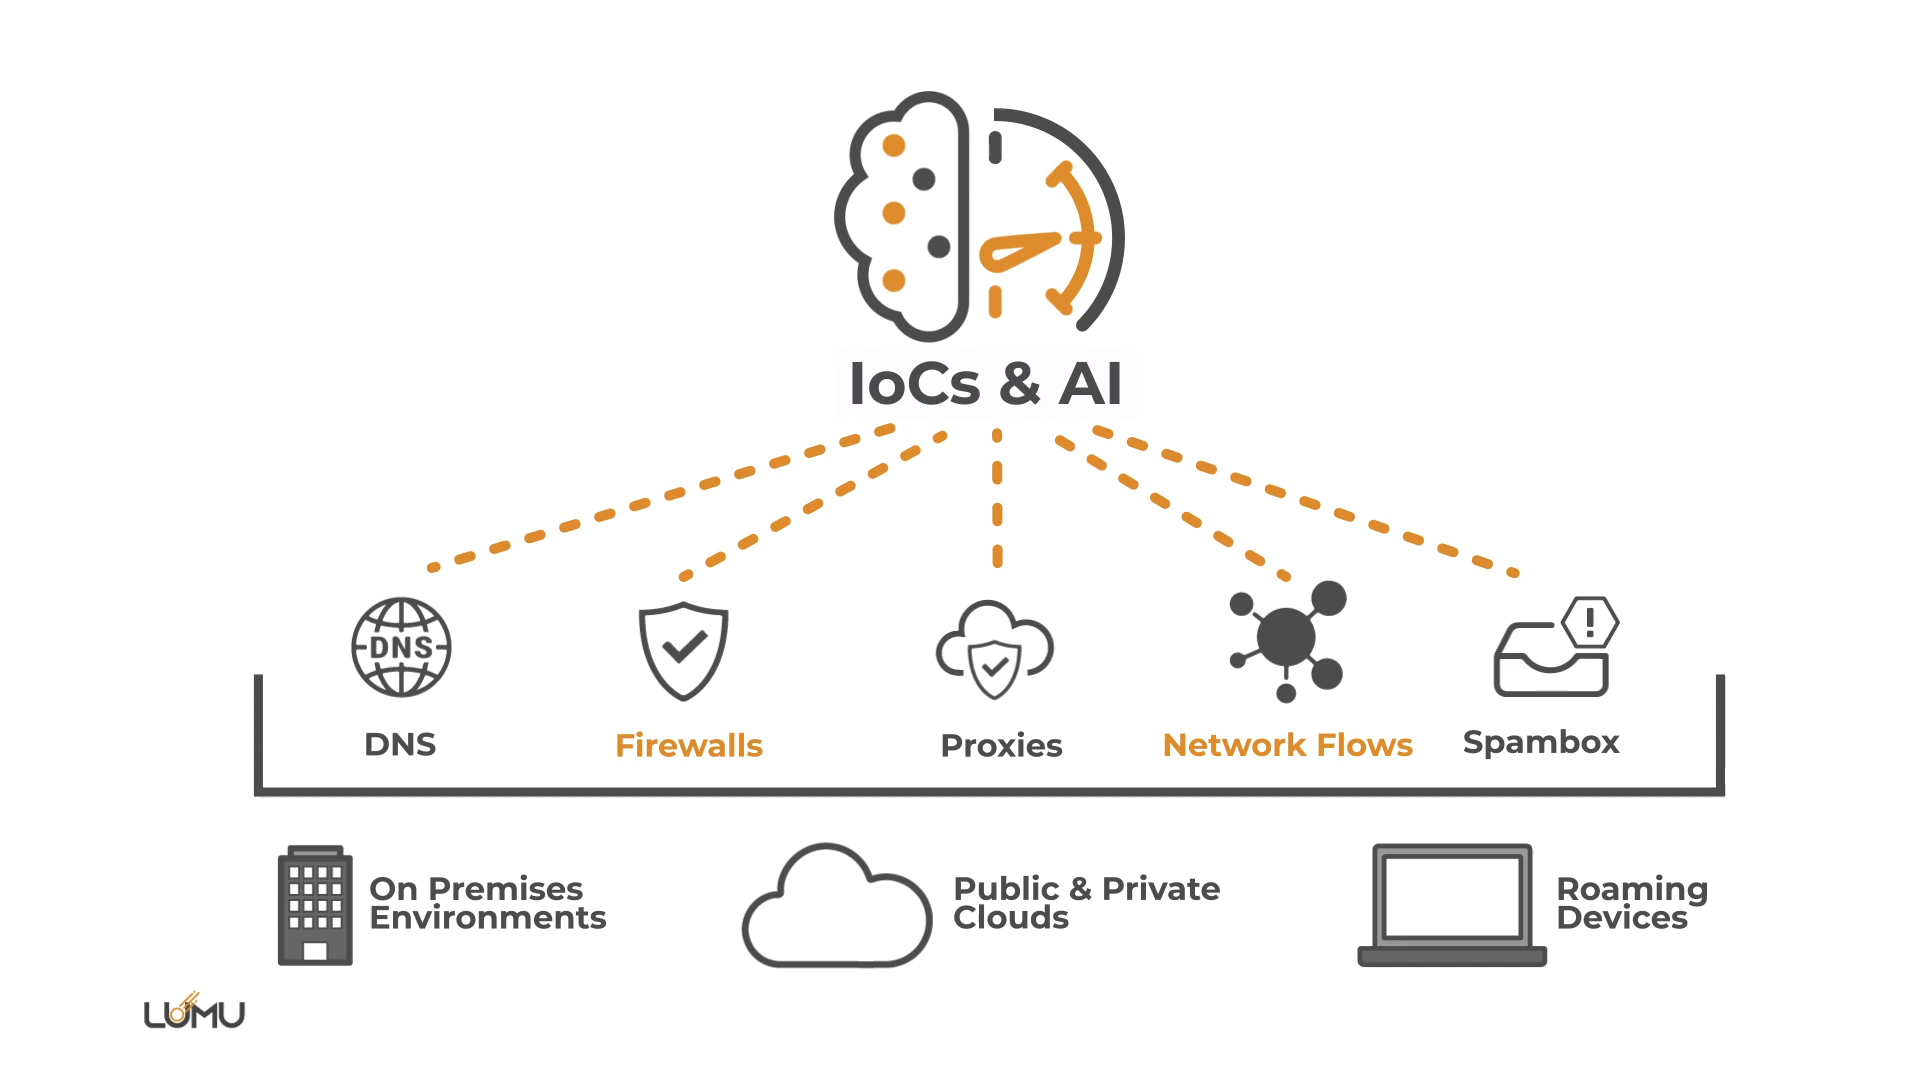 IoCs & AI
DNS
DNS
Firewalls
Proxies
Network Flows
Spambox
On Premises
Environments
Public & Private
Clouds
Roaming
Devices
LUMU